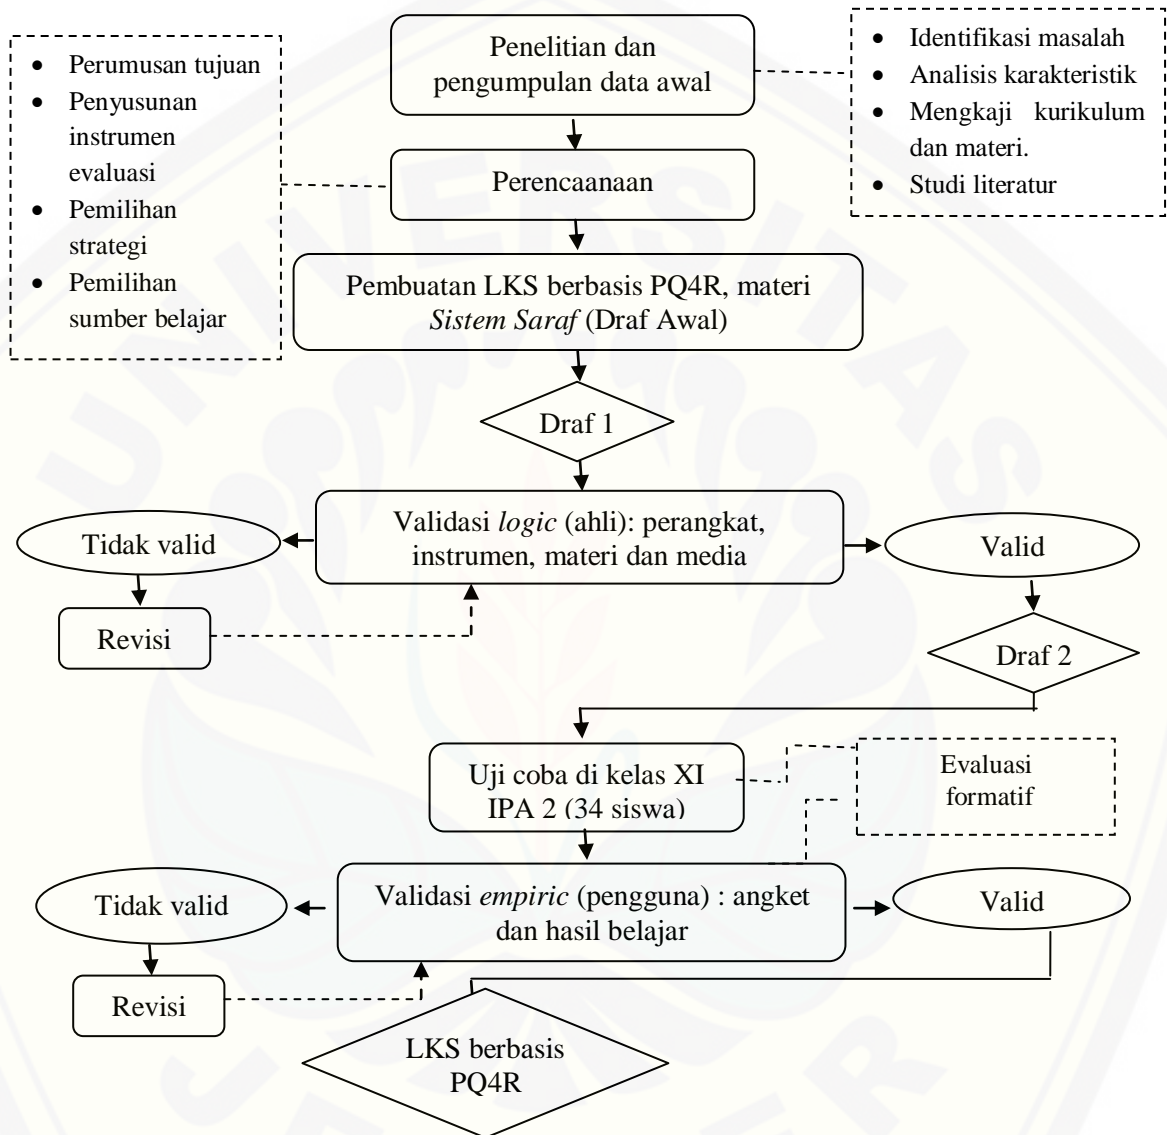 Penelitian dan
pengumpulan data awal
• Identifikasi masalah
• Analisis karakteristik
• Mengkaji kurikulum
dan materi.
• Studi literatur
• Perumusan tujuan
• Penyusunan
instrumen
evaluasi
• Pemilihan
strategi
• Pemilihan
sumber belajar
Perencaanaan
Pembuatan LKS berbasis PQ4R, materi
Sistem Saraf (Draf Awal)
Draf 1
Tidak valid
Validasi logic (ahli): perangkat,
instrumen, materi dan media
Valid
Revisi
Draf 2
Uji coba di kelas XI
IPA 2 (34 siswa)
Evaluasi
formatif
Tidak valid
Validasi empiric (pengguna) : angket
dan hasil belajar
Valid
Revisi
LKS berbasis
PQ4R
UNIVERSITAS
JEMBER